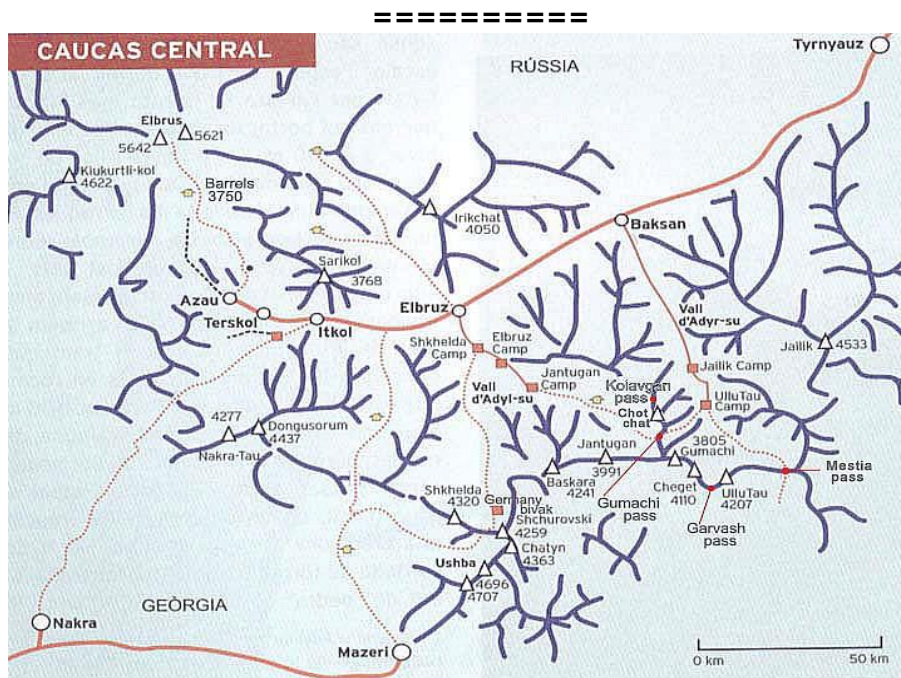 ==========
CAUCAS CENTRAL
RÚSSIA
Tyrnyauz
Elbrus
5621
5642
Kiukurtli-kol
4622
Barrels
3750
Irikchat
4050
Baksan
Sarikol
3768
Azau
Terskol
Itkol
Elbruz
Shkhelda
Camp
Elbruz
Camp
Vall
d'Adyl-su
Jantugan
Camp
Vall
d'Adyr-su
Jailik
4533
Jailik Camp
UlluTau
Camp
Kolavgan
pass
Chot
chat
4277
Dongusorum
4437
Nakra-Tau
Jantugan
3991
3805
Gumachi
Baskara
4241
Cheget
4110
UlluTau
4207
Mestia
pass
Gumachi
pass
Garvash
pass
Shkhelda
4320
Germany
bivak
Shchurovski
4259
Chatyn
4363
Ushba
4696
4707
GEÒRGIA
Nakra
Mazeri
0 km
50 km